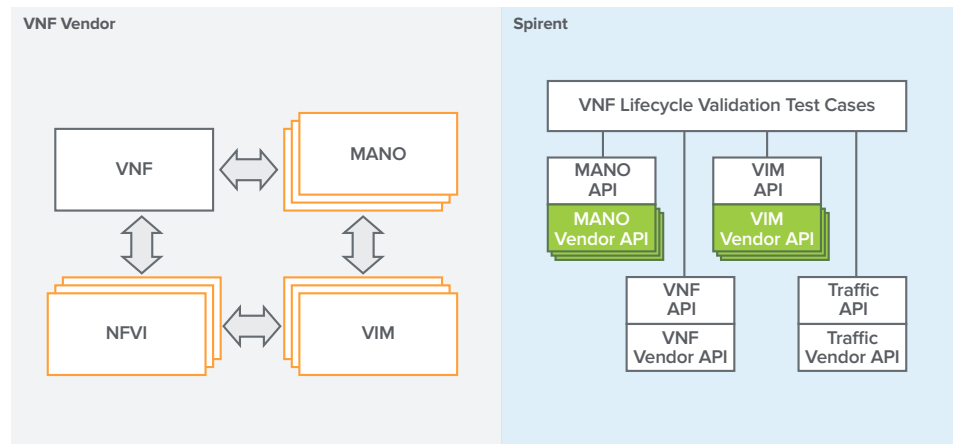 VNF Vendor
VNF
MANO
NFVI
VIM
Spirent
VNF Lifecycle Validation Test Cases
MANO
API
MANO
Vendor API
VIM
API
VIM
Vendor API
VNF
API
VNF
Vendor API
Traffic
API
Traffic
Vendor API